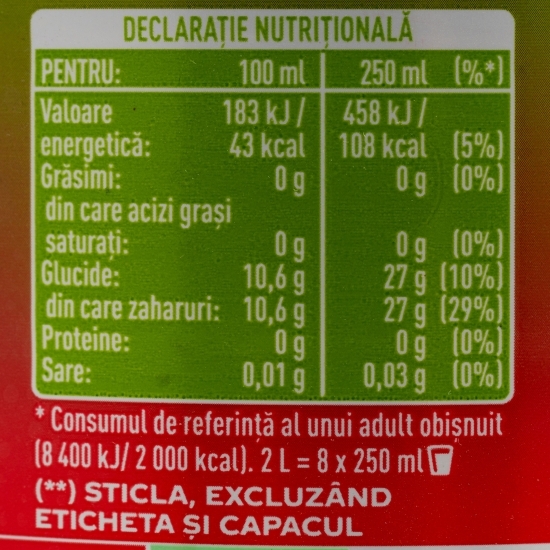 DECLARAȚIE NUTRIȚIONALĂ
PENTRU: 100 ml 250 ml (%*)
Valoare 183 kJ / 458 kJ /
energetică: 43 kcal 108 kcal (5%)
Grăsimi: 0 g 0 g (0%)
din care acizi grași
saturați: 0 g 0 g (0%)
Glucide: 10,6 g 27 g (10%)
din care zaharuri: 10,6 g 27 g (29%)
Proteine: 0 g 0 g (0%)
Sare: 0,01 g 0,03 g (0%)
* Consumul de referință al unui adult obișnuit
(8 400 kJ/ 2 000 kcal). 2 L = 8 x 250 ml
(**) STICLA, EXCLUZÂND
ETICHETA ȘI CAPACUL